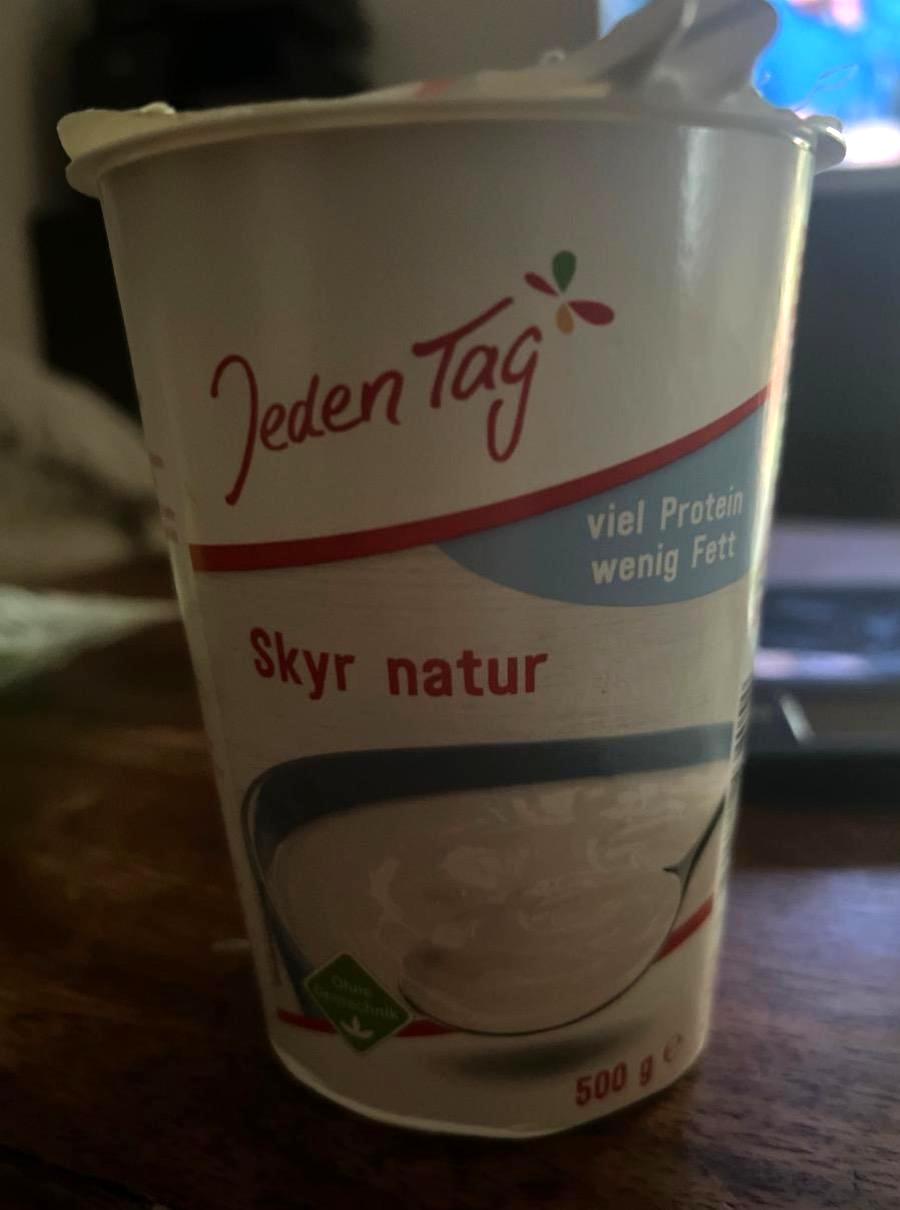 Jeden Tag
viel Protein
wenig Fett
Skyr natur
Ohne
Gentechnik
500 g e